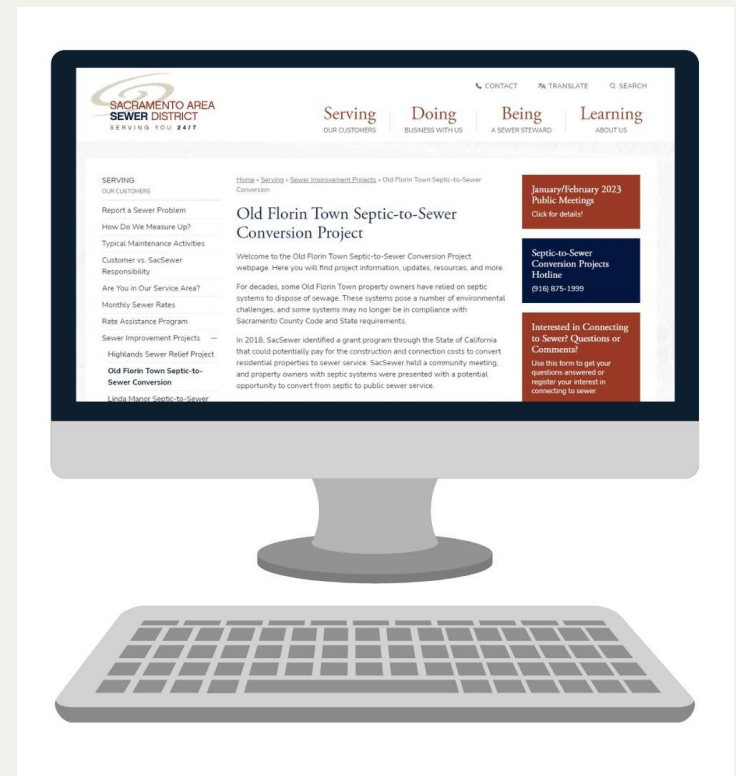 CONTACT
TRANSLATE
SEARCH
SACRAMENTO AREA
SEWER DISTRICT
SERVING YOU 24/7
Serving
OUR CUSTOMERS
Doing
BUSINESS WITH US
Being
A SEWER STEWARD
Learning
ABOUT US
SERVING
OUR CUSTOMERS
Report a Sewer Problem
How Do We Measure Up?
Typical Maintenance Activities
Customer vs. SacSewer
Responsibility
Are You in Our Service Area?
Monthly Sewer Rates
Rate Assistance Program
Sewer Improvement Projects –
Highlands Sewer Relief Project
Old Florin Town Septic-to-
Sewer Conversion
Linda Manor Septic-to-Sewer
Home » Serving » Sewer Improvement Projects » Old Florin Town Septic-to-Sewer
Conversion
Old Florin Town Septic-to-Sewer
Conversion Project
Welcome to the Old Florin Town Septic-to-Sewer Conversion Project
webpage. Here you will find project information, updates, resources, and more.
For decades, some Old Florin Town property owners have relied on septic
systems to dispose of sewage. These systems pose a number of environmental
challenges, and some systems may no longer be in compliance with
Sacramento County Code and State requirements.
In 2018, SacSewer identified a grant program through the State of California
that could potentially pay for the construction and connection costs to convert
residential properties to sewer service. SacSewer held a community meeting,
and property owners with septic systems were presented with a potential
opportunity to convert from septic to public sewer service.
January/February 2023
Public Meetings
Click for details!
Septic-to-Sewer
Conversion Projects
Hotline
(916) 875-1999
Interested in Connecting
to Sewer? Questions or
Comments?
Use this form to get your
questions answered or
register your interest in
connecting to sewer.